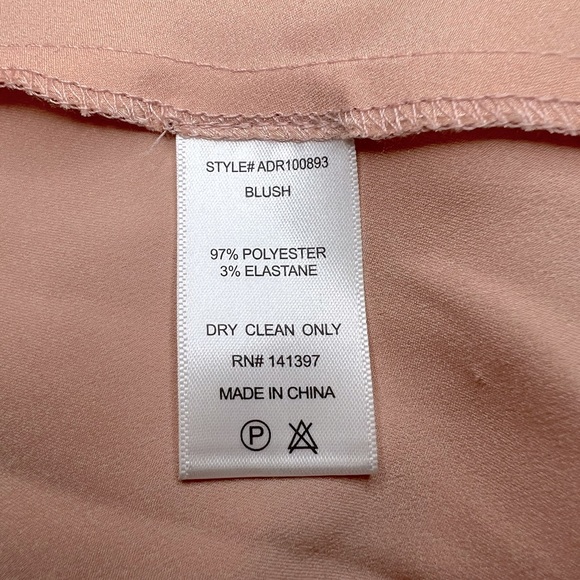 STYLE# ADR100893
BLUSH
97% POLYESTER
3% ELASTANE
DRY CLEAN ONLY
RN# 141397
MADE IN CHINA
P